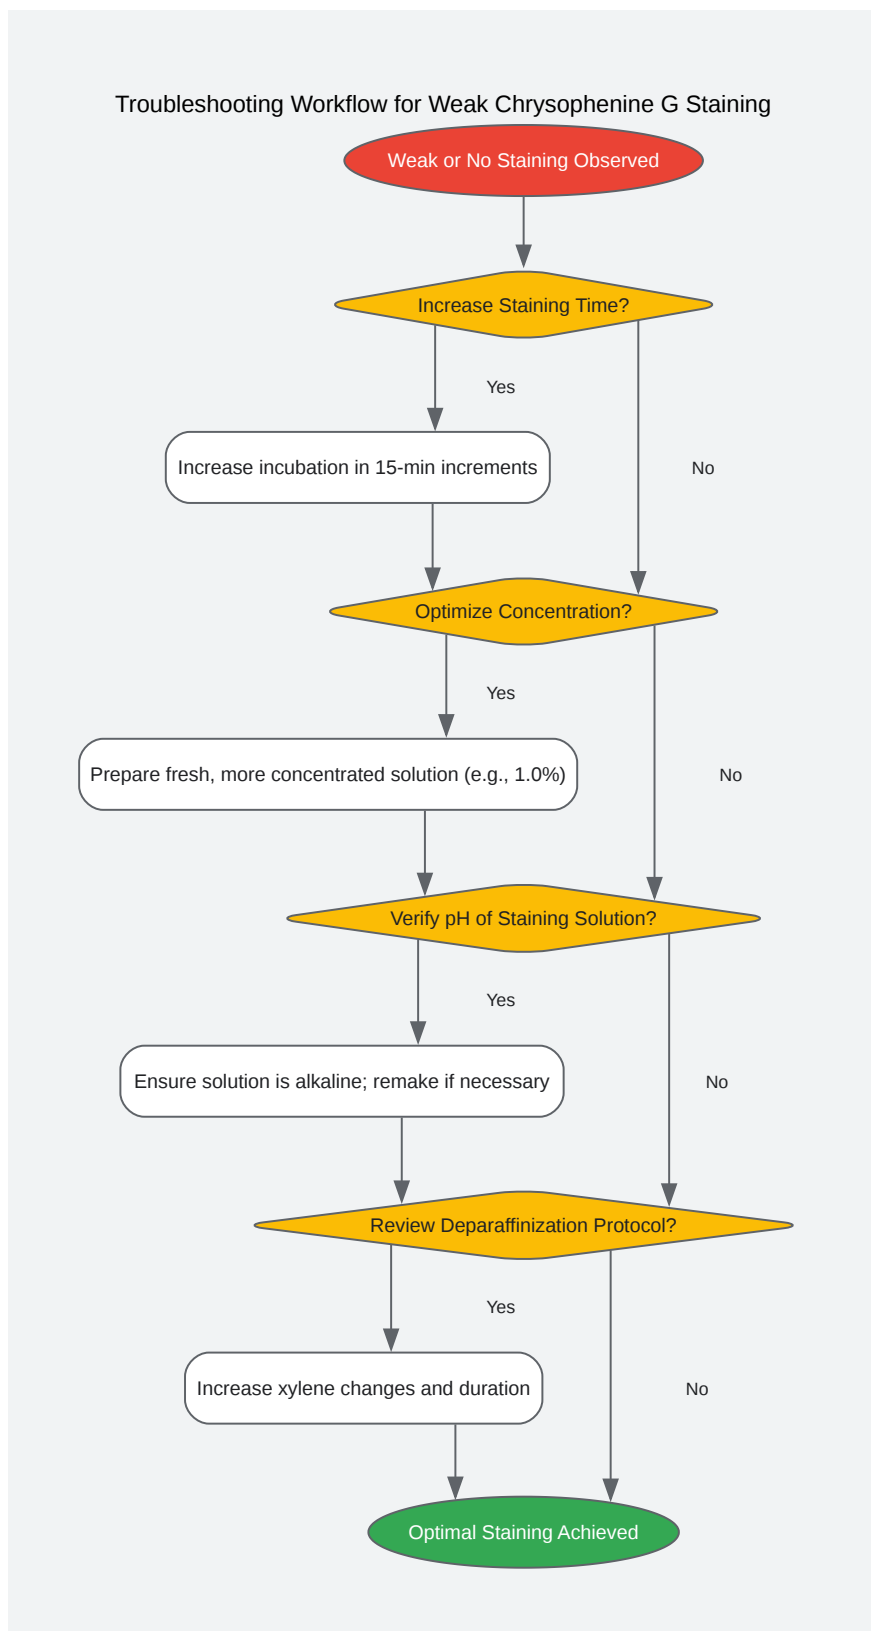 Troubleshooting Workflow for Weak Chrysophenine G Staining
Weak or No Staining Observed
Increase Staining Time?
Yes
Increase incubation in 15-min increments
No
Optimize Concentration?
Yes
Prepare fresh, more concentrated solution (e.g., 1.0%)
No
Verify pH of Staining Solution?
Yes
Ensure solution is alkaline; remake if necessary
No
Review Deparaffinization Protocol?
Yes
Increase xylene changes and duration
No
Optimal Staining Achieved